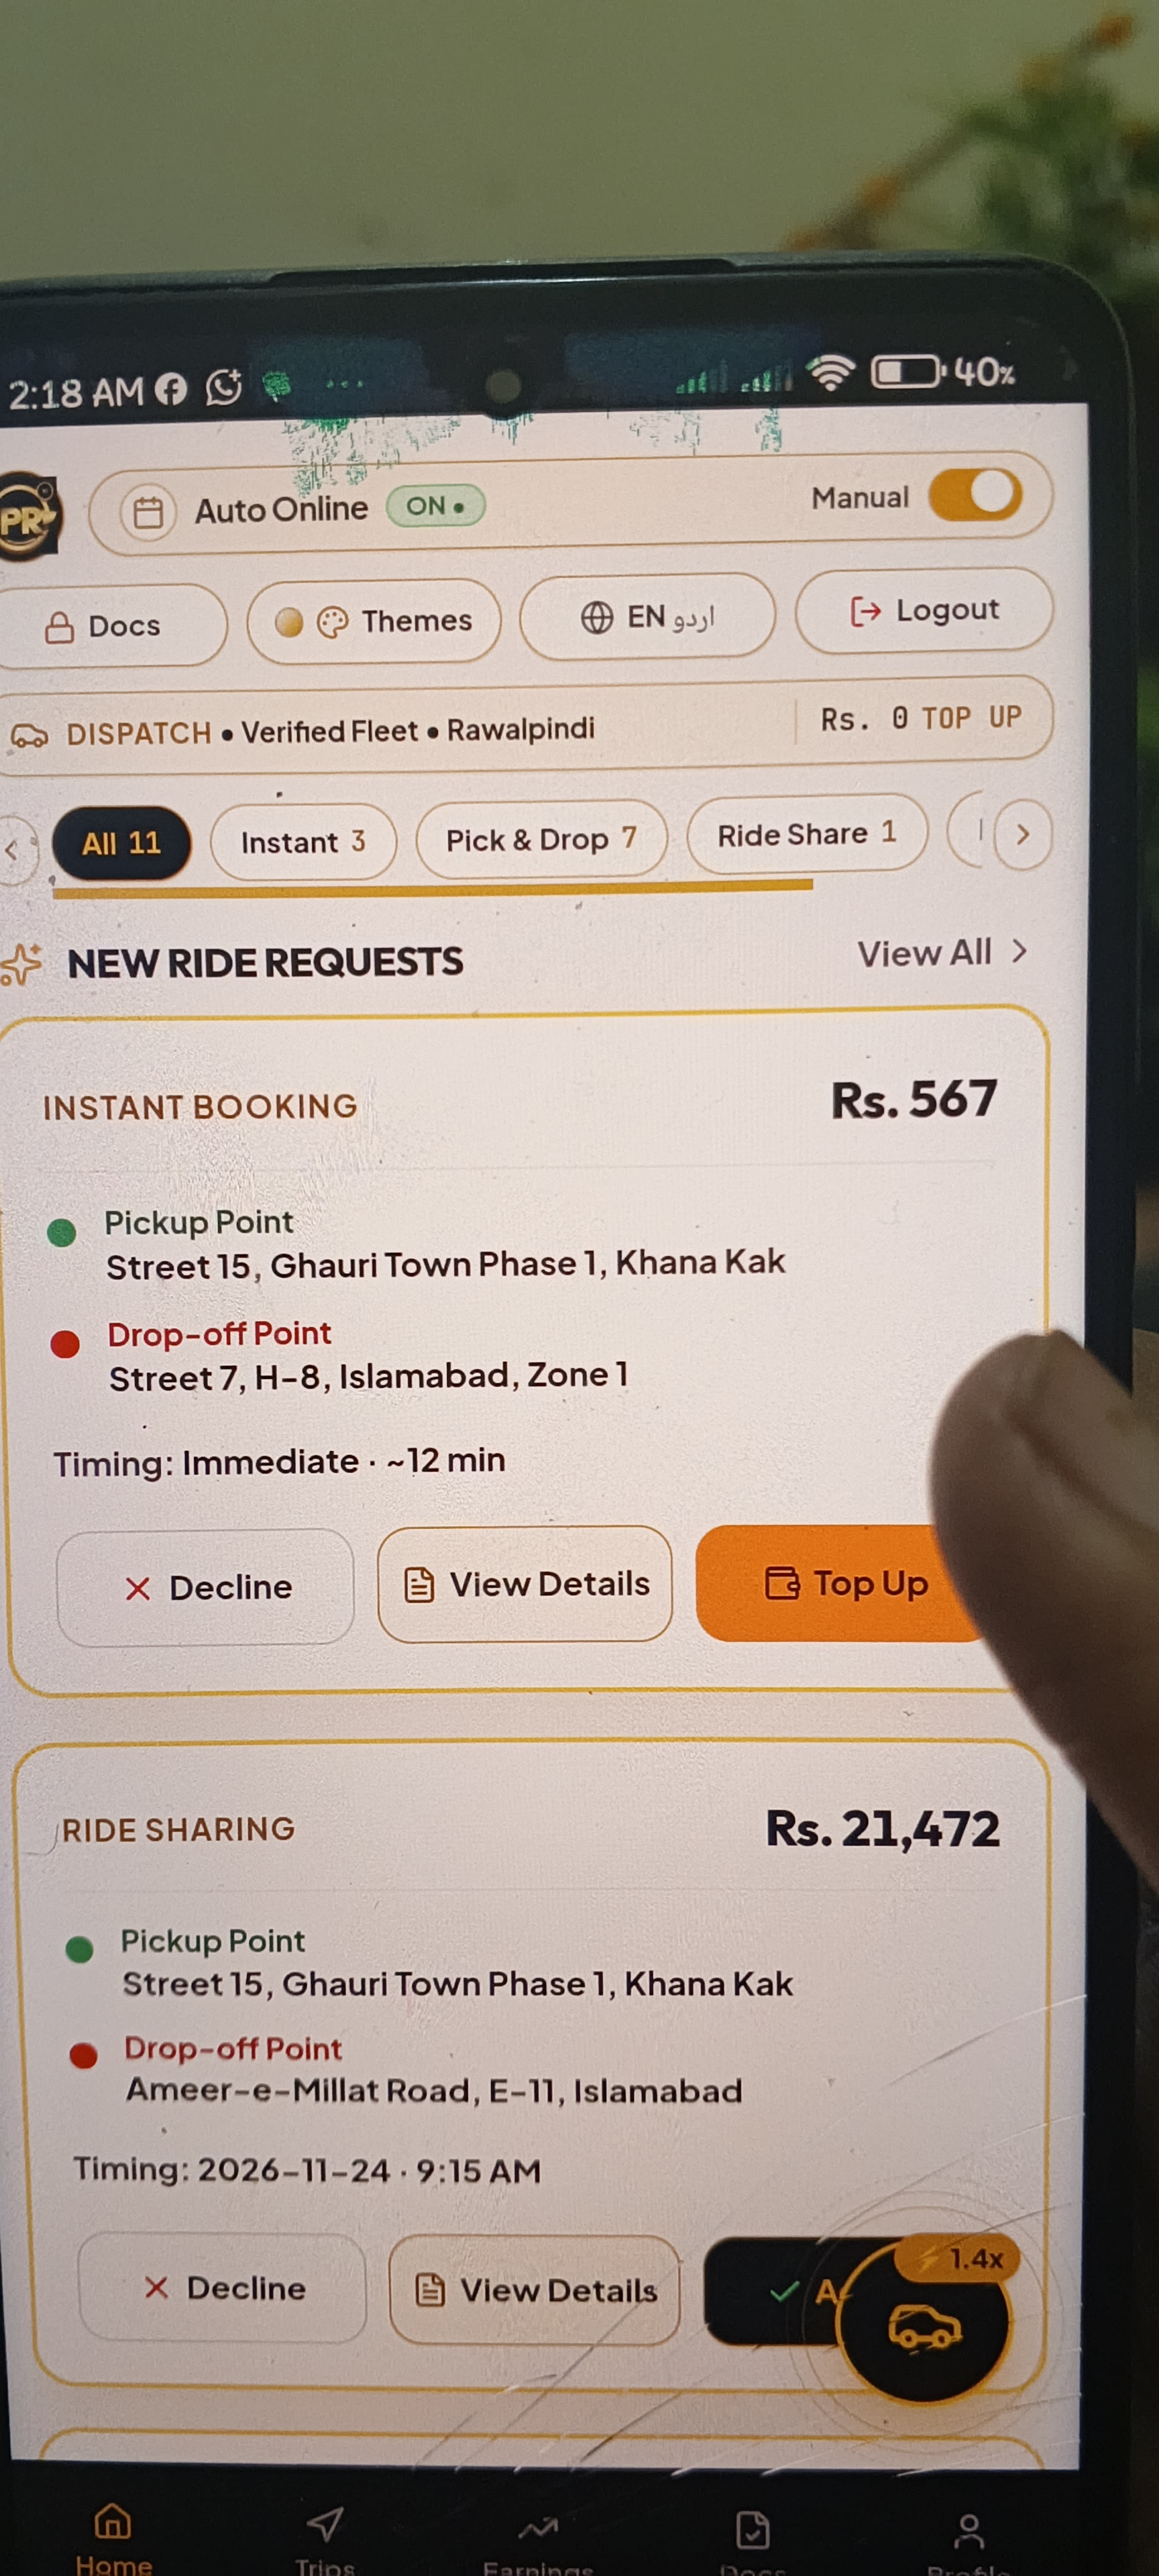 2:18 AM 40%
PR
Auto Online ON Manual
Docs Themes EN اردو Logout
DISPATCH • Verified Fleet • Rawalpindi Rs. 0 TOP UP
All 11 Instant 3 Pick & Drop 7 Ride Share 1
NEW RIDE REQUESTS View All >
INSTANT BOOKING Rs. 567
Pickup Point
Street 15, Ghauri Town Phase 1, Khana Kak
Drop-off Point
Street 7, H-8, Islamabad, Zone 1
Timing: Immediate · ~12 min
Decline View Details Top Up
RIDE SHARING Rs. 21,472
Pickup Point
Street 15, Ghauri Town Phase 1, Khana Kak
Drop-off Point
Ameer-e-Millat Road, E-11, Islamabad
Timing: 2026-11-24 · 9:15 AM
1.4x
Decline View Details
Home Trips Earnings Docs Profile